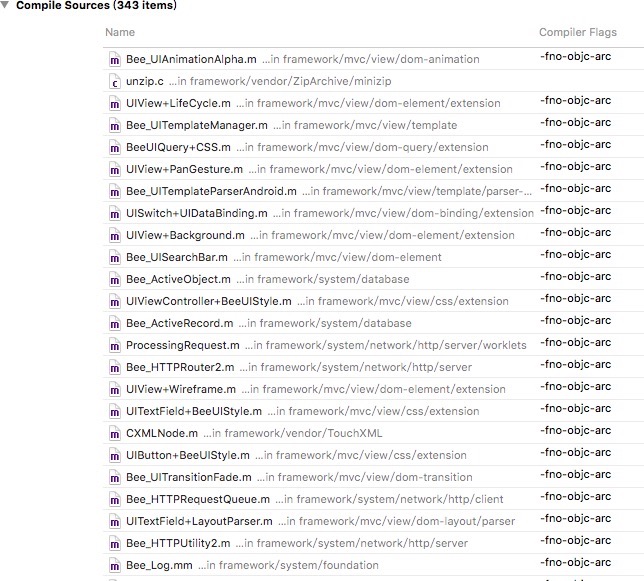 Compile Sources (343 items)
Name Compiler Flags
m Bee_UIAnimationAlpha.m ...in framework/mvc/view/dom-animation -fno-objc-arc
c unzip.c ...in framework/vendor/ZipArchive/minizip
m UIView+LifeCycle.m ...in framework/mvc/view/dom-element/extension -fno-objc-arc
m Bee_UITemplateManager.m ...in framework/mvc/view/template -fno-objc-arc
m BeeUIQuery+CSS.m ...in framework/mvc/view/dom-query/extension -fno-objc-arc
m UIView+PanGesture.m ...in framework/mvc/view/dom-element/extension -fno-objc-arc
m Bee_UITemplateParserAndroid.m ...in framework/mvc/view/template/parser-... -fno-objc-arc
m UISwitch+UIDataBinding.m ...in framework/mvc/view/dom-binding/extension -fno-objc-arc
m UIView+Background.m ...in framework/mvc/view/dom-element/extension -fno-objc-arc
m Bee_UISearchBar.m ...in framework/mvc/view/dom-element -fno-objc-arc
m Bee_ActiveObject.m ...in framework/system/database -fno-objc-arc
m UIViewController+BeeUIStyle.m ...in framework/mvc/view/css/extension -fno-objc-arc
m Bee_ActiveRecord.m ...in framework/system/database -fno-objc-arc
m ProcessingRequest.m ...in framework/system/network/http/server/worklets -fno-objc-arc
m Bee_HTTPRouter2.m ...in framework/system/network/http/server -fno-objc-arc
m UIView+Wireframe.m ...in framework/mvc/view/dom-element/extension -fno-objc-arc
m UITextField+BeeUIStyle.m ...in framework/mvc/view/css/extension -fno-objc-arc
m CXMLNode.m ...in framework/vendor/TouchXML -fno-objc-arc
m UIButton+BeeUIStyle.m ...in framework/mvc/view/css/extension -fno-objc-arc
m Bee_UITransitionFade.m ...in framework/mvc/view/dom-transition -fno-objc-arc
m Bee_HTTPRequestQueue.m ...in framework/system/network/http/client -fno-objc-arc
m UITextField+LayoutParser.m ...in framework/mvc/view/dom-layout/parser -fno-objc-arc
m Bee_HTTPUtility2.m ...in framework/system/network/http/server -fno-objc-arc
m Bee_Log.mm ...in framework/system/foundation -fno-objc-arc